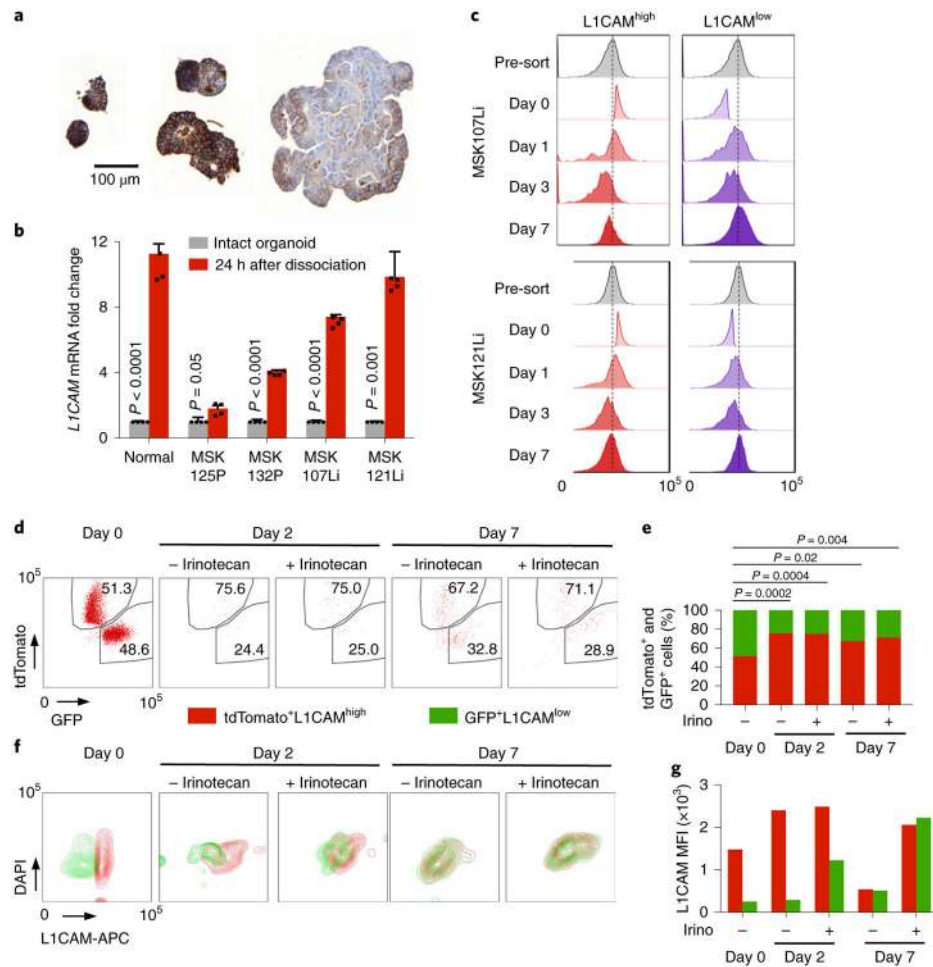 a
100 µm
b
L1CAM mRNA fold change
12
8
4
0
Intact organoid
24 h after dissociation
P < 0.0001
P = 0.05
P < 0.0001
P < 0.0001
P = 0.001
Normal
MSK 125P
MSK 132P
MSK 107Li
MSK 121Li
c
L1CAM^high
L1CAM^low
MSK107Li
Pre-sort
Day 0
Day 1
Day 3
Day 7
MSK121Li
Pre-sort
Day 0
Day 1
Day 3
Day 7
0 10^5 0 10^5
d
Day 0
Day 2
Day 7
– Irinotecan
+ Irinotecan
– Irinotecan
+ Irinotecan
10^5
51.3
48.6
75.6
24.4
75.0
25.0
67.2
32.8
71.1
28.9
tdTomato
0
10^5
GFP
tdTomato+L1CAM^high
GFP+L1CAM^low
e
P = 0.004
P = 0.02
P = 0.0004
P = 0.0002
tdTomato+ and
GFP+ cells (%)
100
80
60
40
20
0
Irino – – + – +
Day 0 Day 2 Day 7
f
Day 0
Day 2
Day 7
– Irinotecan
+ Irinotecan
– Irinotecan
+ Irinotecan
10^5
DAPI
0
10^5
L1CAM-APC
g
L1CAM MFI (×10^3)
3
2
1
0
Irino – – + – +
Day 0 Day 2 Day 7